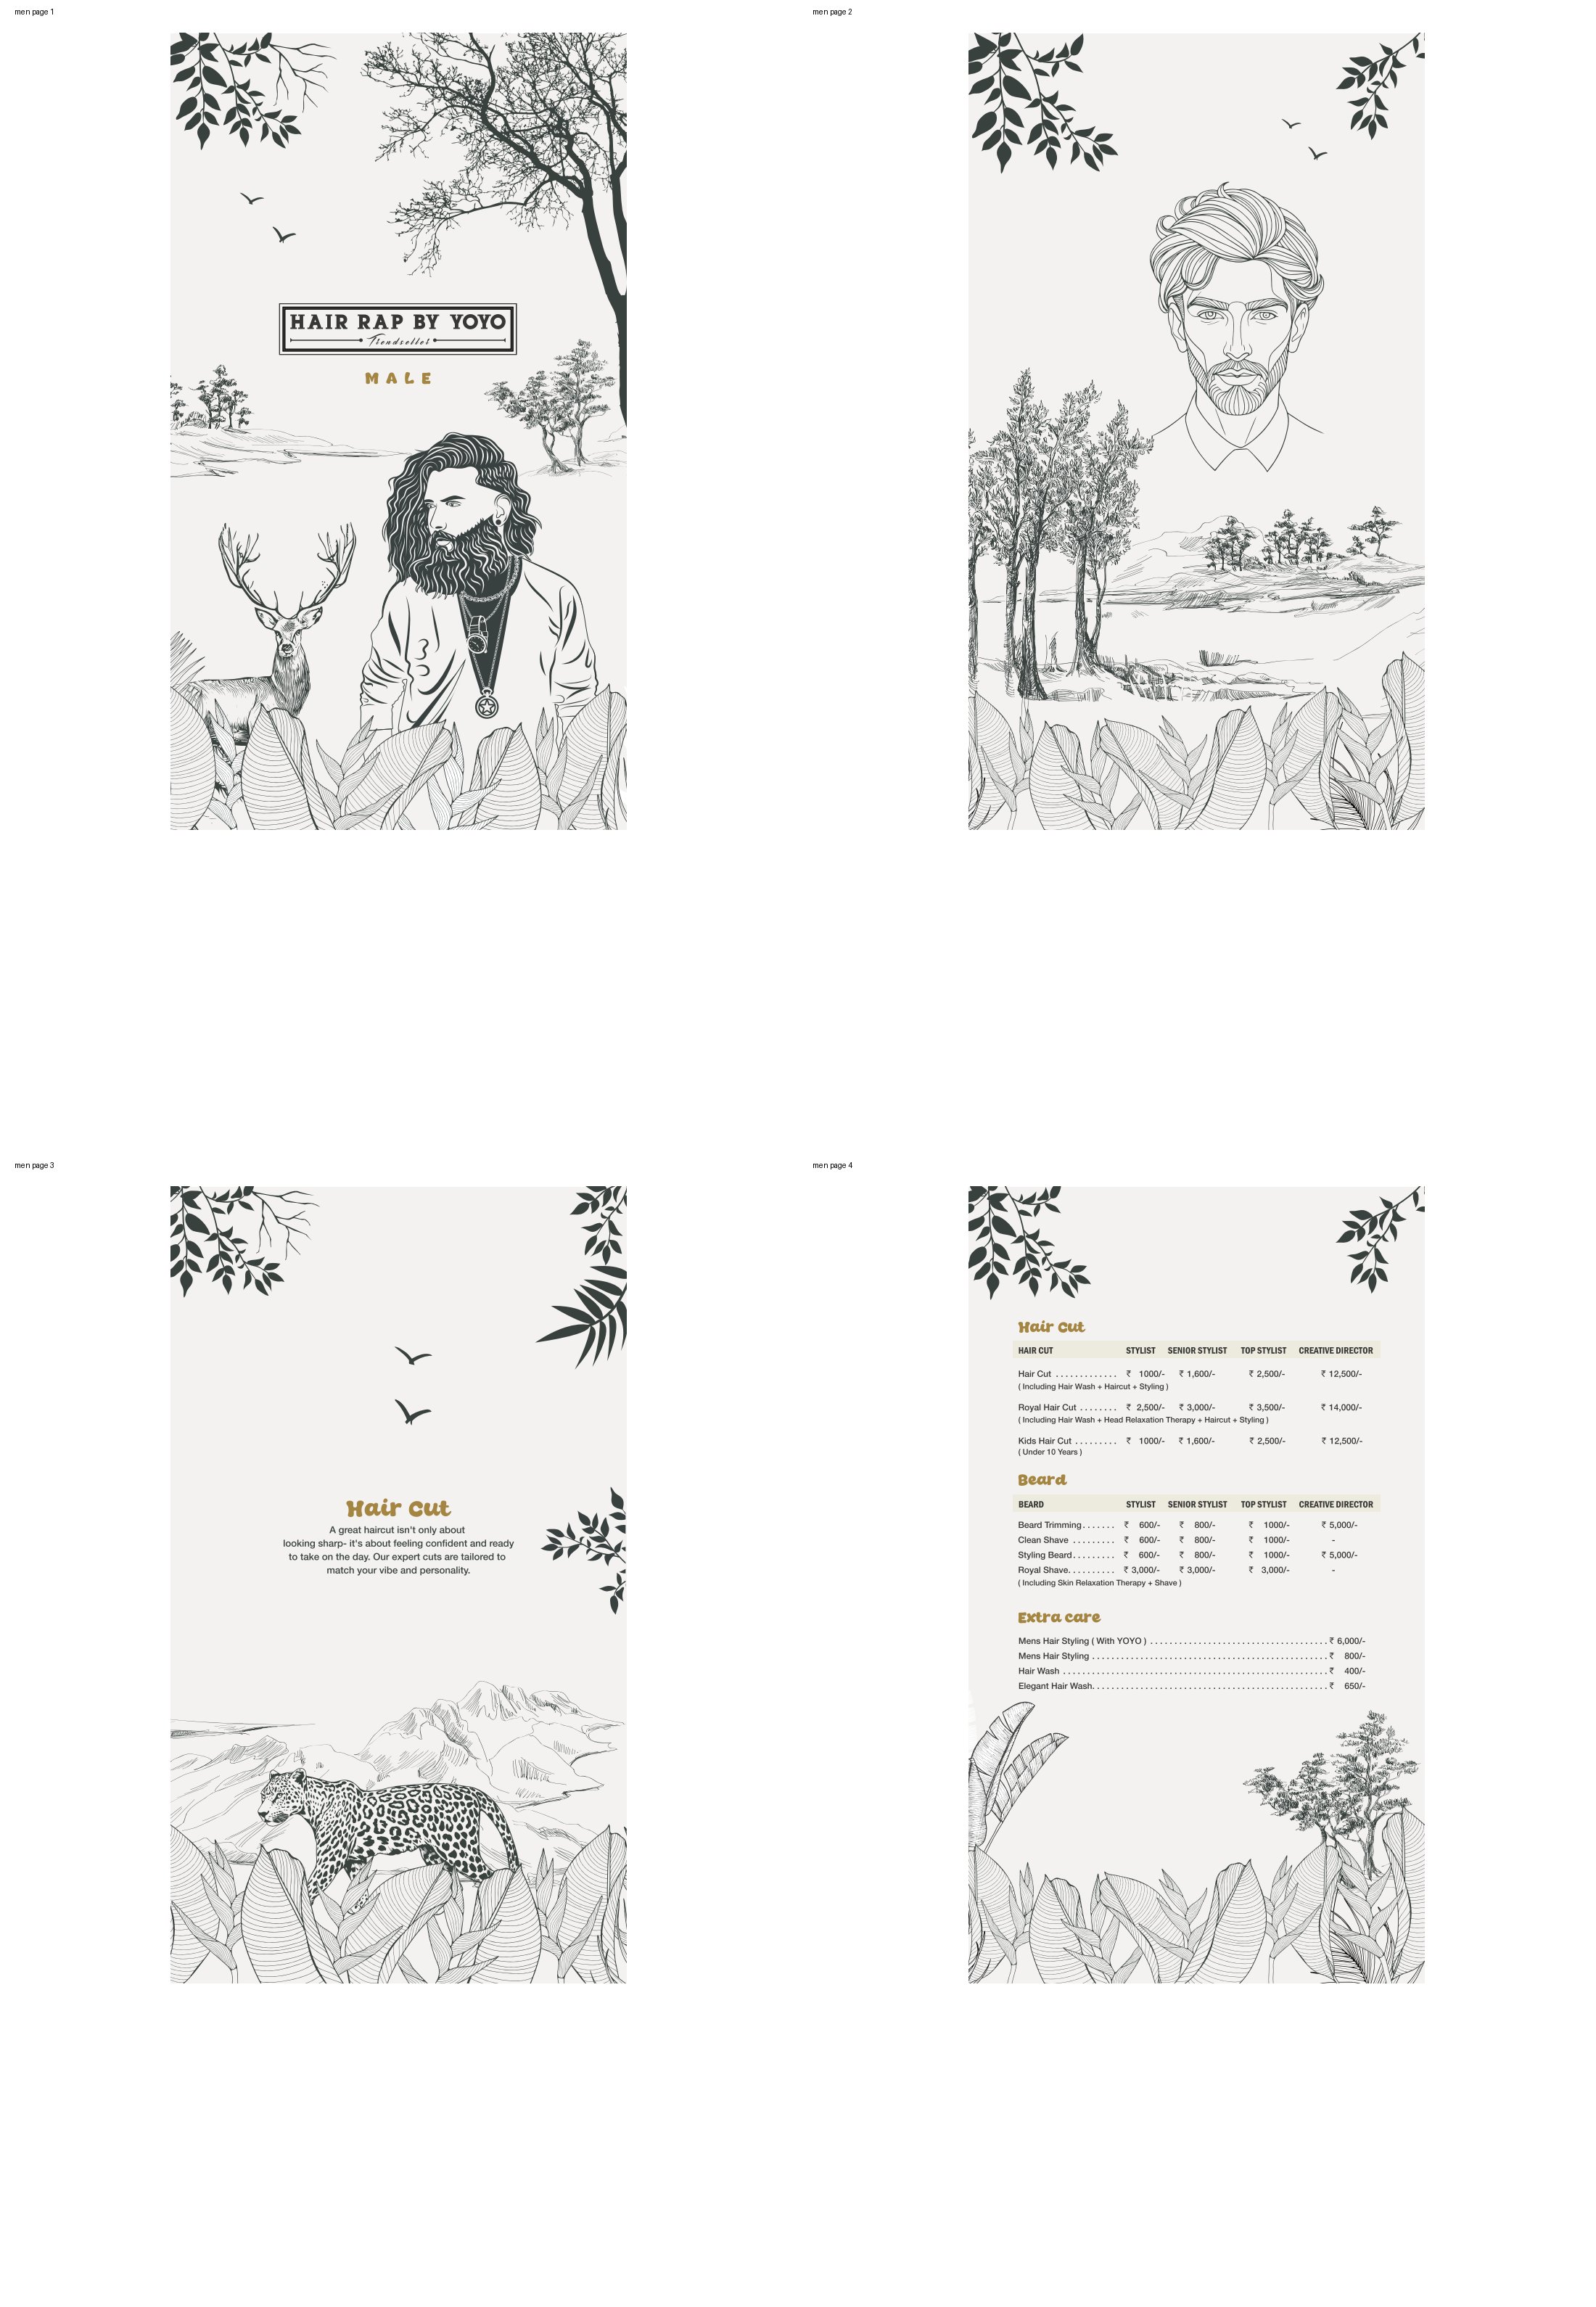 men page 1
men page 2
HAIR RAP BY YOYO
Trendsetter
MALE
men page 3
men page 4
Hair Cut
A great haircut isn't only about
looking sharp- it's about feeling confident and ready
to take on the day. Our expert cuts are tailored to
match your vibe and personality.
Hair Cut
HAIR CUT STYLIST SENIOR STYLIST TOP STYLIST CREATIVE DIRECTOR
Hair Cut ............. ₹ 1000/- ₹ 1,600/- ₹ 2,500/- ₹ 12,500/-
( Including Hair Wash + Haircut + Styling )
Royal Hair Cut ........ ₹ 2,500/- ₹ 3,000/- ₹ 3,500/- ₹ 14,000/-
( Including Hair Wash + Head Relaxation Therapy + Haircut + Styling )
Kids Hair Cut ......... ₹ 1000/- ₹ 1,600/- ₹ 2,500/- ₹ 12,500/-
( Under 10 Years )
Beard
BEARD STYLIST SENIOR STYLIST TOP STYLIST CREATIVE DIRECTOR
Beard Trimming....... ₹ 600/- ₹ 800/- ₹ 1000/- ₹ 5,000/-
Clean Shave ......... ₹ 600/- ₹ 800/- ₹ 1000/- -
Styling Beard......... ₹ 600/- ₹ 800/- ₹ 1000/- ₹ 5,000/-
Royal Shave.......... ₹ 3,000/- ₹ 3,000/- ₹ 3,000/- -
( Including Skin Relaxation Therapy + Shave )
Extra care
Mens Hair Styling ( With YOYO ) ..................................... ₹ 6,000/-
Mens Hair Styling ................................................. ₹ 800/-
Hair Wash ....................................................... ₹ 400/-
Elegant Hair Wash................................................. ₹ 650/-